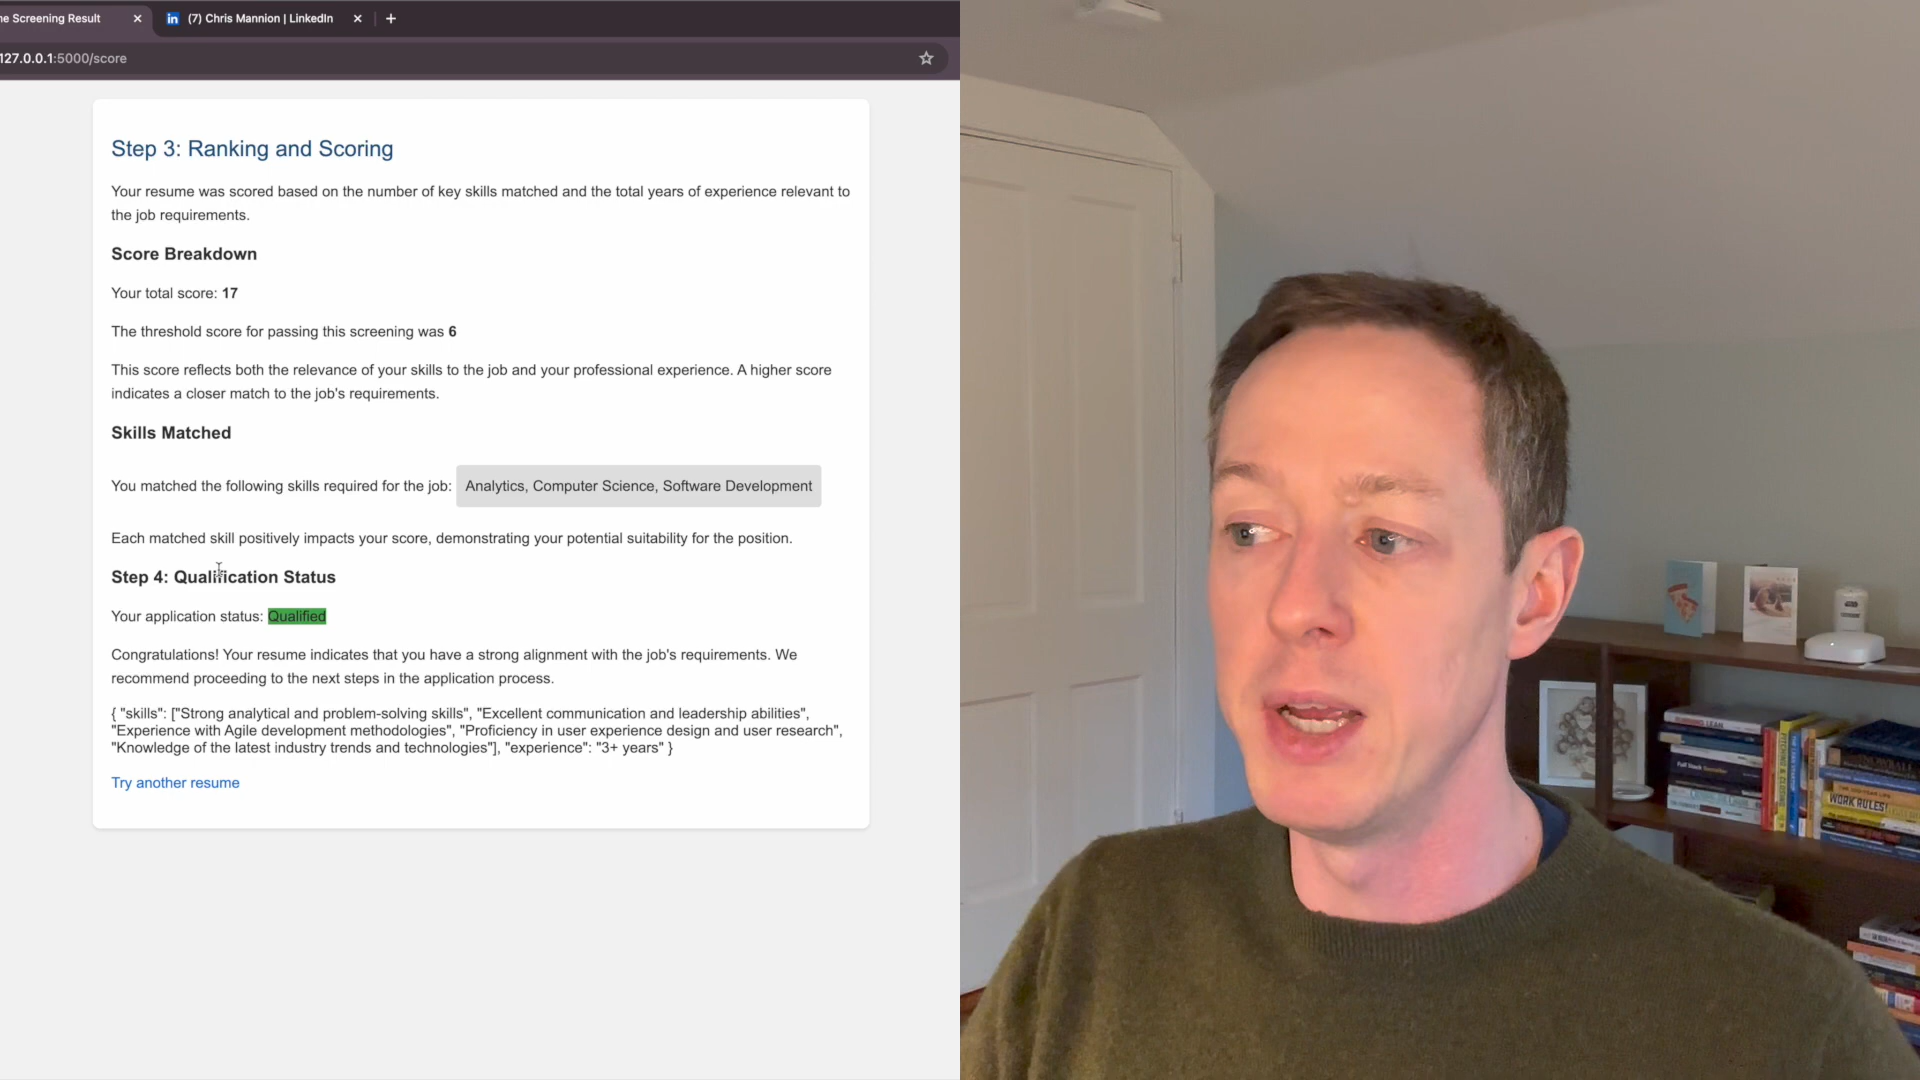 ne Screening Result
(7) Chris Mannion | LinkedIn
127.0.0.1:5000/score
Step 3: Ranking and Scoring
Your resume was scored based on the number of key skills matched and the total years of experience relevant to
the job requirements.
Score Breakdown
Your total score: 17
The threshold score for passing this screening was 6
This score reflects both the relevance of your skills to the job and your professional experience. A higher score
indicates a closer match to the job's requirements.
Skills Matched
You matched the following skills required for the job: Analytics, Computer Science, Software Development
Each matched skill positively impacts your score, demonstrating your potential suitability for the position.
Step 4: Qualification Status
Your application status: Qualified
Congratulations! Your resume indicates that you have a strong alignment with the job's requirements. We
recommend proceeding to the next steps in the application process.
{ "skills": ["Strong analytical and problem-solving skills", "Excellent communication and leadership abilities",
"Experience with Agile development methodologies", "Proficiency in user experience design and user research",
"Knowledge of the latest industry trends and technologies"], "experience": "3+ years" }
Try another resume
RUNNING LEAN
Full Stack
WORK RULES!